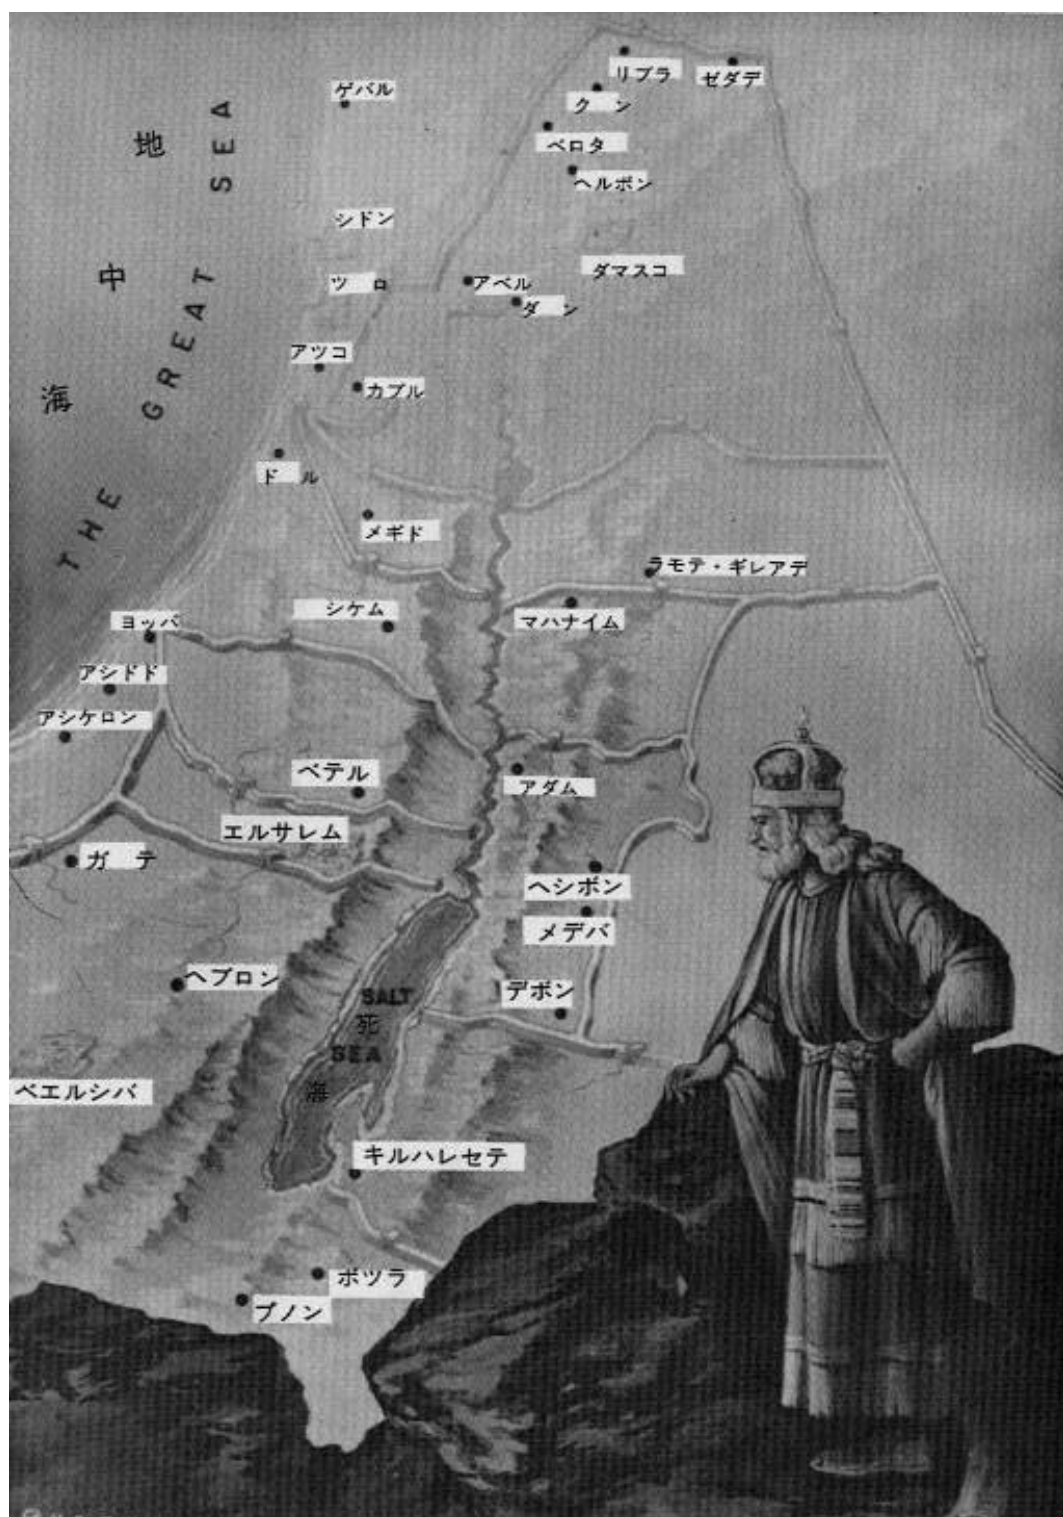 リブラ
ゼダデ
ゲバル
クン
ベロタ
地中海
THE GREAT SEA
ヘルボン
シドン
ダマスコ
ツロ
アベル
ダン
アツコ
カブル
ドル
メギド
ラモテ・ギレアデ
シケム
マハナイム
ヨッパ
アシドド
アシケロン
ベテル
アダム
エルサレム
ガテ
ヘシボン
メデバ
ヘブロン
デボン
SALT
死
SEA
海
ベエルシバ
キルハレセテ
ボツラ
プノン